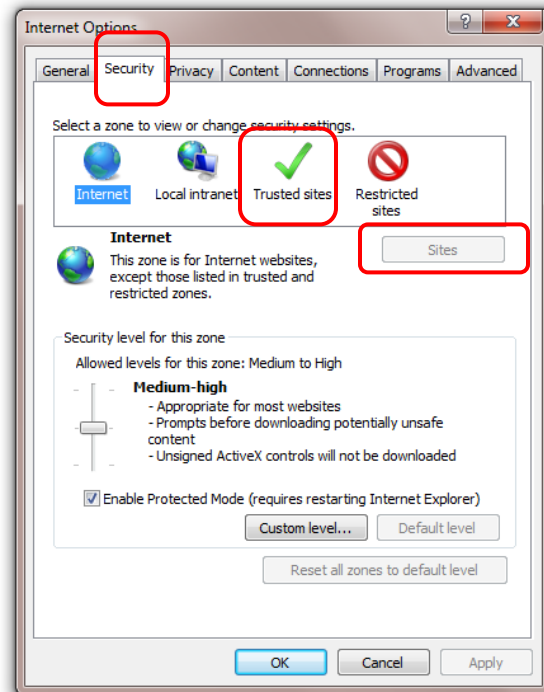 Internet Options
General Security Privacy Content Connections Programs Advanced
Select a zone to view or change security settings.
Internet Local intranet Trusted sites Restricted
sites
Internet
Sites
This zone is for Internet websites,
except those listed in trusted and
restricted zones.
Security level for this zone
Allowed levels for this zone: Medium to High
Medium-high
- Appropriate for most websites
- Prompts before downloading potentially unsafe
content
- Unsigned ActiveX controls will not be downloaded
Enable Protected Mode (requires restarting Internet Explorer)
Custom level... Default level
Reset all zones to default level
OK Cancel Apply